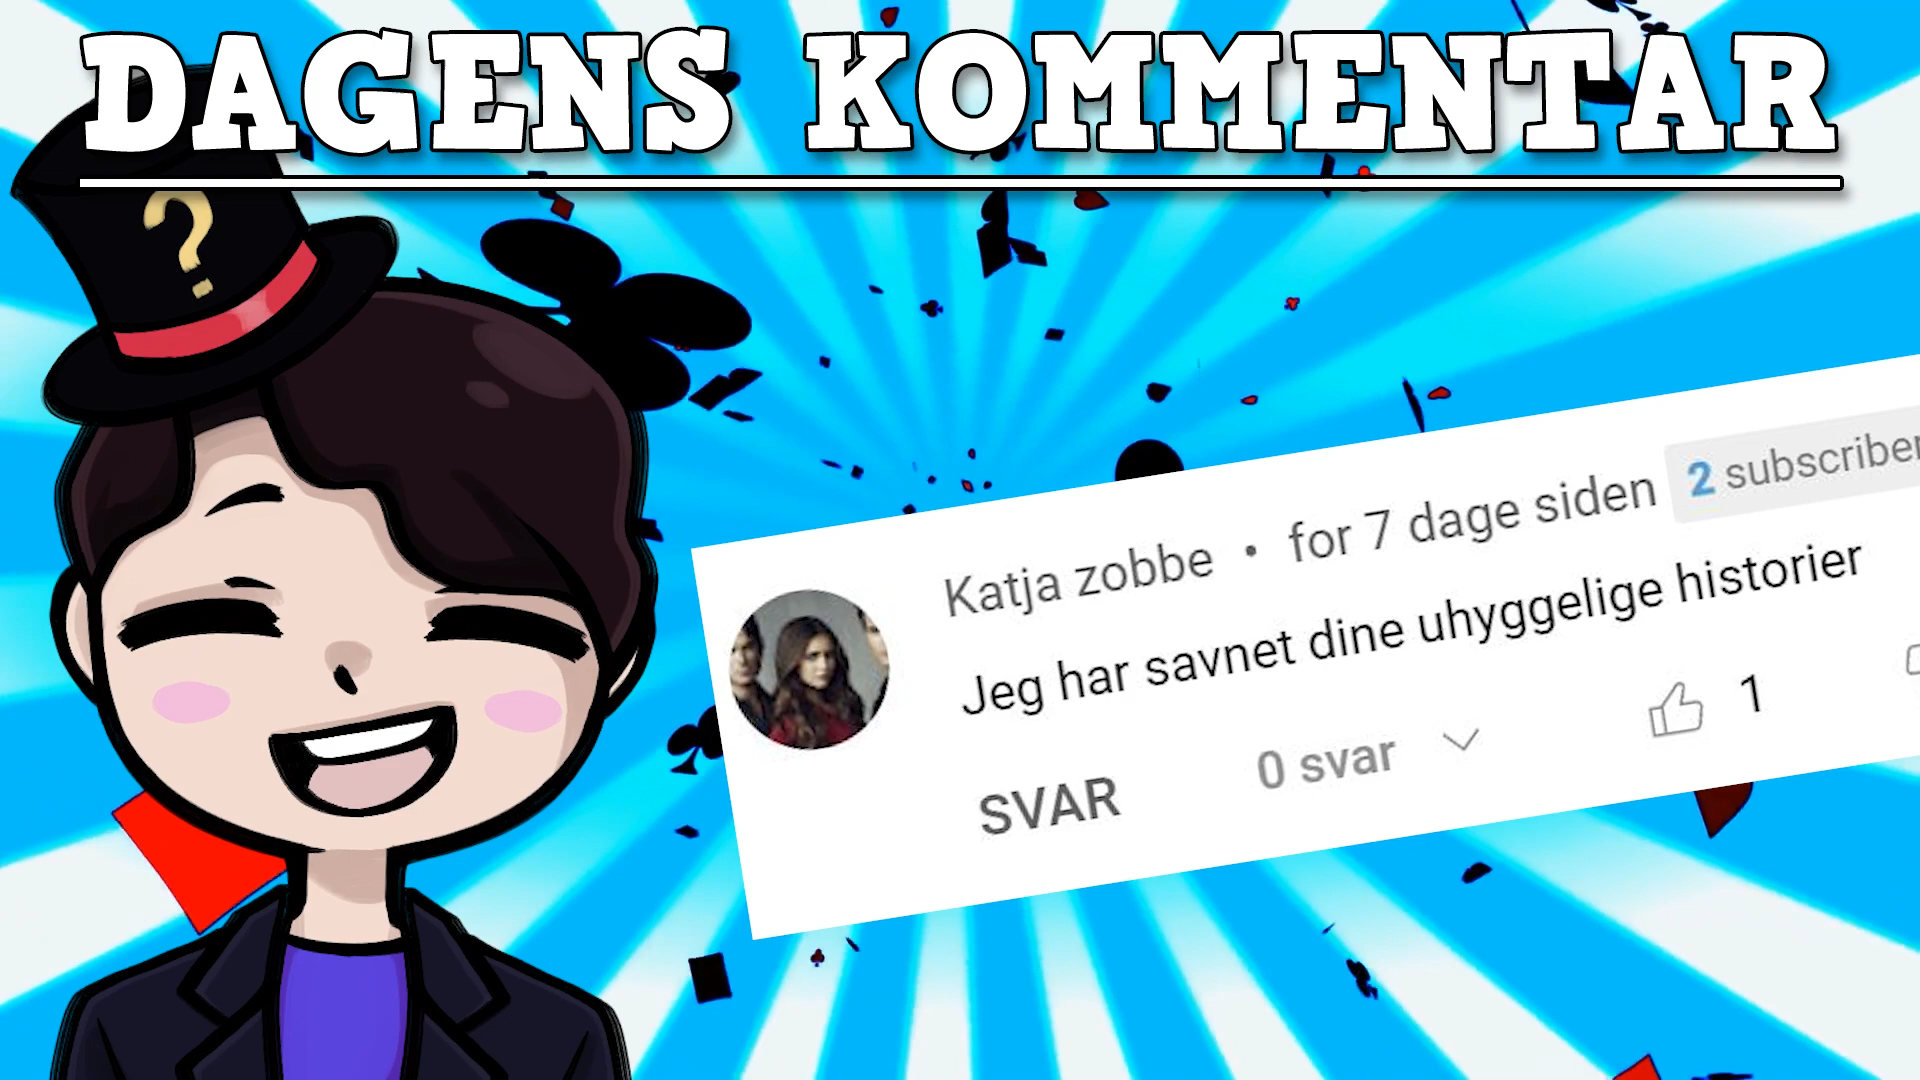 DAGENS KOMMENTAR
?
Katja zobbe • for 7 dage siden 2 subscriber
Jeg har savnet dine uhyggelige historier
SVAR 0 svar 1